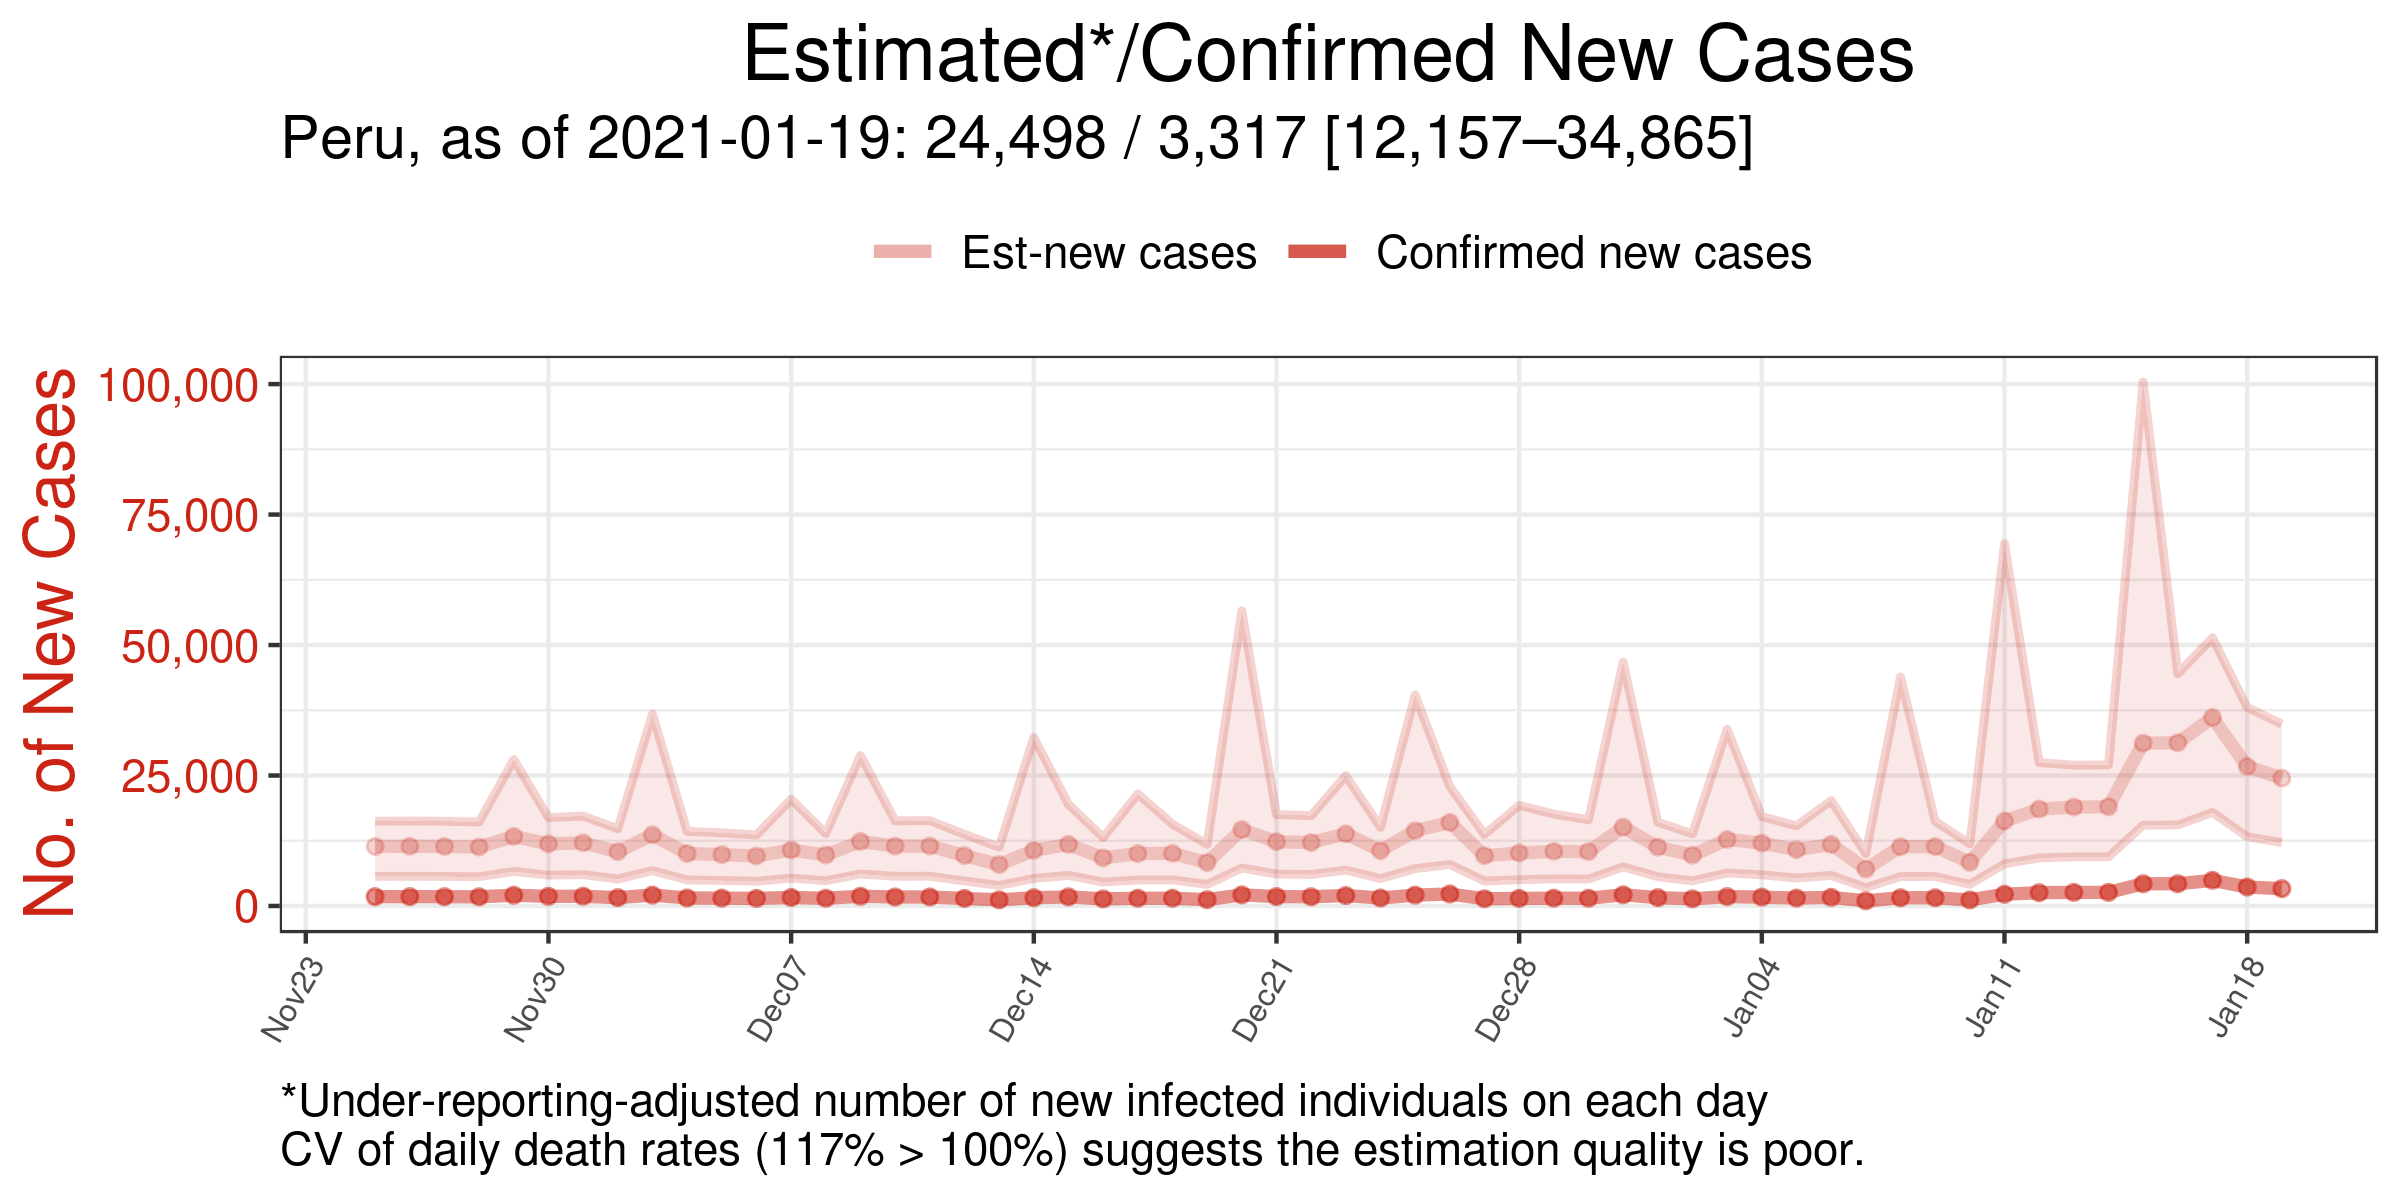 Estimated*/Confirmed New Cases
Peru, as of 2021-01-19: 24,498 / 3,317 [12,157–34,865]
Est-new cases
Confirmed new cases
No. of New Cases
100,000
75,000
50,000
25,000
0
Nov23
Nov30
Dec07
Dec14
Dec21
Dec28
Jan04
Jan11
Jan18
*Under-reporting-adjusted number of new infected individuals on each day
CV of daily death rates (117% > 100%) suggests the estimation quality is poor.